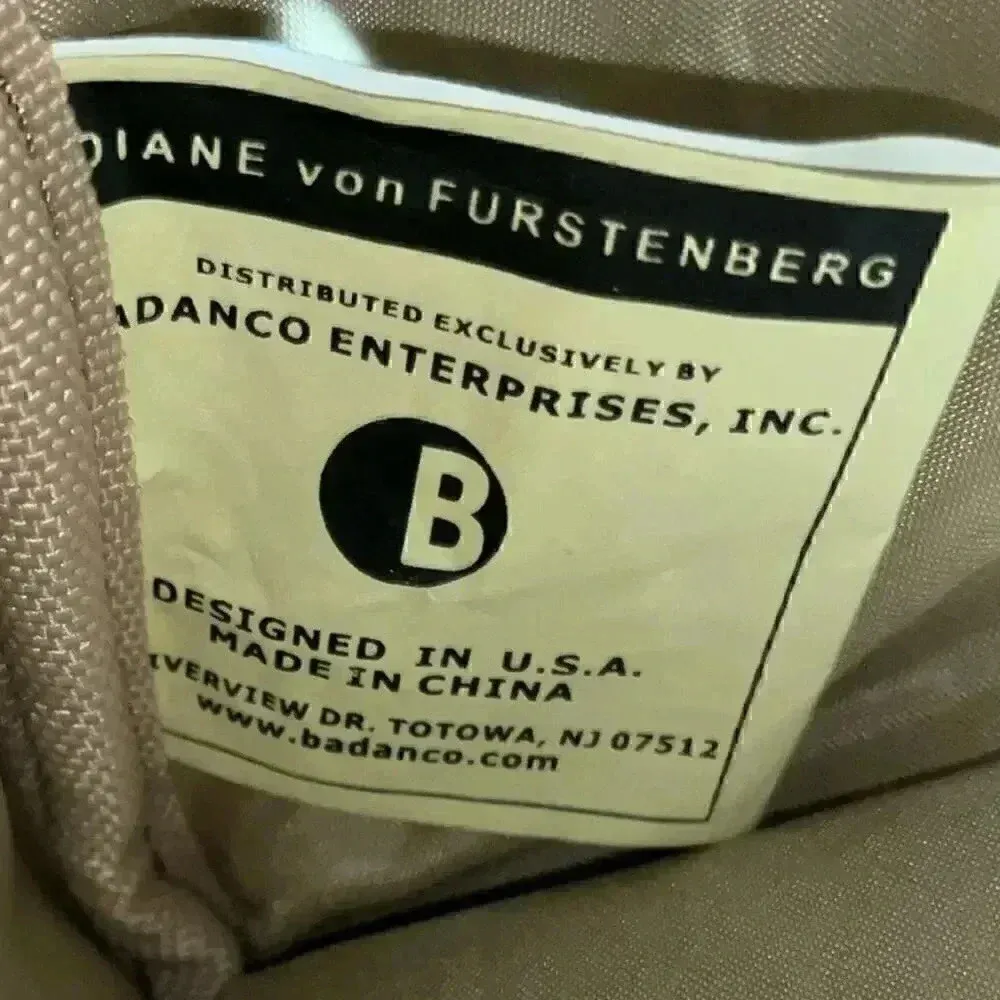 DIANE von FURSTENBERG
DISTRIBUTED EXCLUSIVELY BY
ADANCO ENTERPRISES, INC.
B
DESIGNED IN U.S.A.
MADE IN CHINA
IVERVIEW DR. TOTOWA, NJ 07512
www.badanco.com